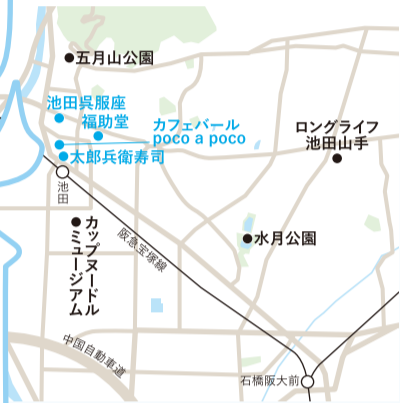 五月山公園
池田呉服座
福助堂
カフェバール
poco a poco
太郎兵衛寿司
ロングライフ
池田山手
池田
カップヌードル
ミュージアム
阪急宝塚線
水月公園
中国自動車道
石橋阪大前